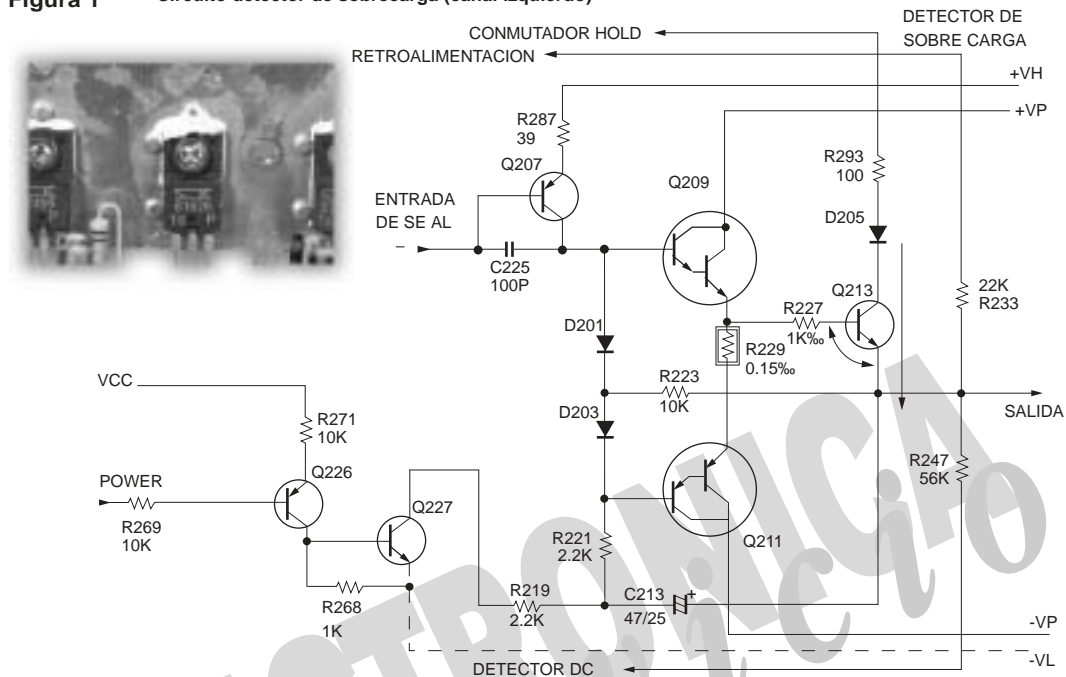 Figura 1
Circuito detector de sobrecarga (canal izquierdo)
DETECTOR DE
SOBRE CARGA
CONMUTADOR HOLD
RETROALIMENTACION
+VH
+VP
R287
39
Q207
Q209
R293
100
D205
ENTRADA
DE SE AL
–
C225
100P
Q213
22K
R233
R227
1K‰
D201
R229
0.15‰
R223
10K
SALIDA
VCC
D203
R271
10K
R247
56K
Q226
POWER
Q227
R269
10K
Q211
R221
2.2K
R268
1K
R219
2.2K
C213
+
47/25
-VP
-VL
DETECTOR DC